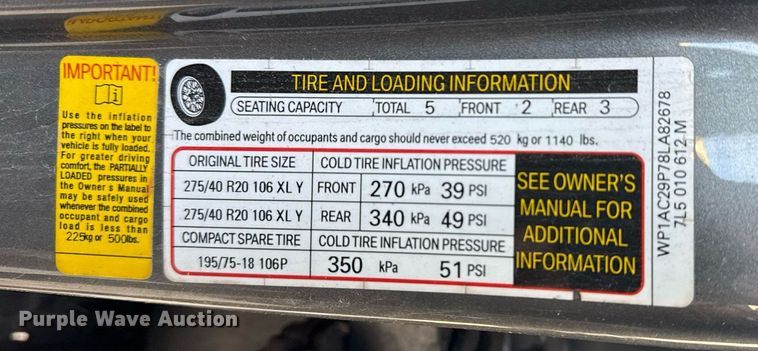 IMPORTANT!
Use the inflation
pressures on the label to
the right when your
vehicle is fully loaded.
For greater driving
comfort, the PARTIALLY
LOADED pressures in
the Owner's Manual
may be safely used
whenever the combined
occupant and cargo
load is less than
225kg or 500lbs.
TIRE AND LOADING INFORMATION
SEATING CAPACITY TOTAL 5 FRONT 2 REAR 3
The combined weight of occupants and cargo should never exceed 520 kg or 1140 lbs.
ORIGINAL TIRE SIZE COLD TIRE INFLATION PRESSURE
275/40 R20 106 XL Y FRONT 270 kPa 39 PSI
275/40 R20 106 XL Y REAR 340 kPa 49 PSI
COMPACT SPARE TIRE COLD TIRE INFLATION PRESSURE
195/75-18 106P 350 kPa 51 PSI
SEE OWNER'S
MANUAL FOR
ADDITIONAL
INFORMATION
WP1AC29P78LA82678
7L5 010 612 M
Purple Wave Auction